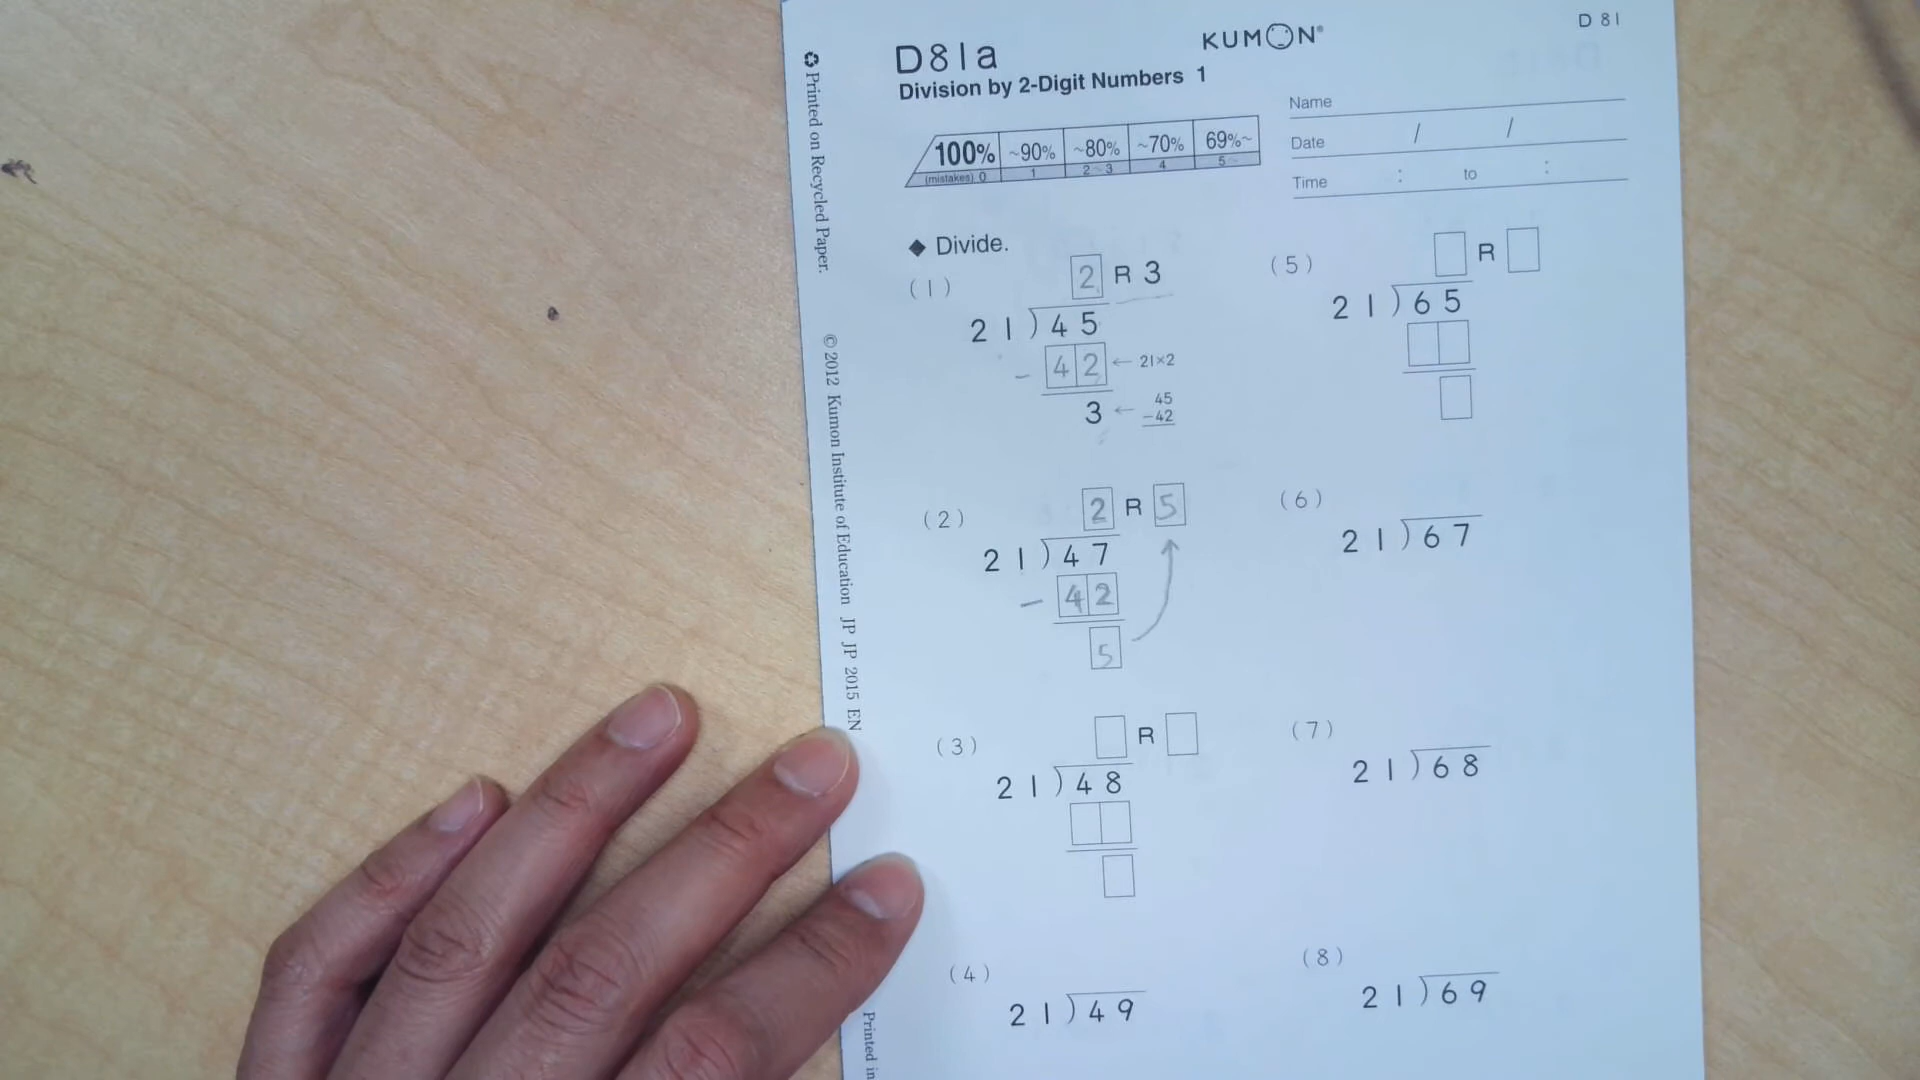 D 81
KUMON®
D81a
Division by 2-Digit Numbers 1
Name
Date / /
Time : to :
100% ~90% ~80% ~70% 69%~
(mistakes) 0 1 2~3 4 5~
◆ Divide.
(1)
2 R 3
21)45
- 42 ← 21×2
3 ← 45
-42
(2)
2 R 5
21)47
- 42
5
(3)
R
21)48
(4)
21)49
(5)
R
21)65
(6)
21)67
(7)
21)68
(8)
21)69
♻ Printed on Recycled Paper.
© 2012 Kumon Institute of Education JP JP 2015 EN
Printed in